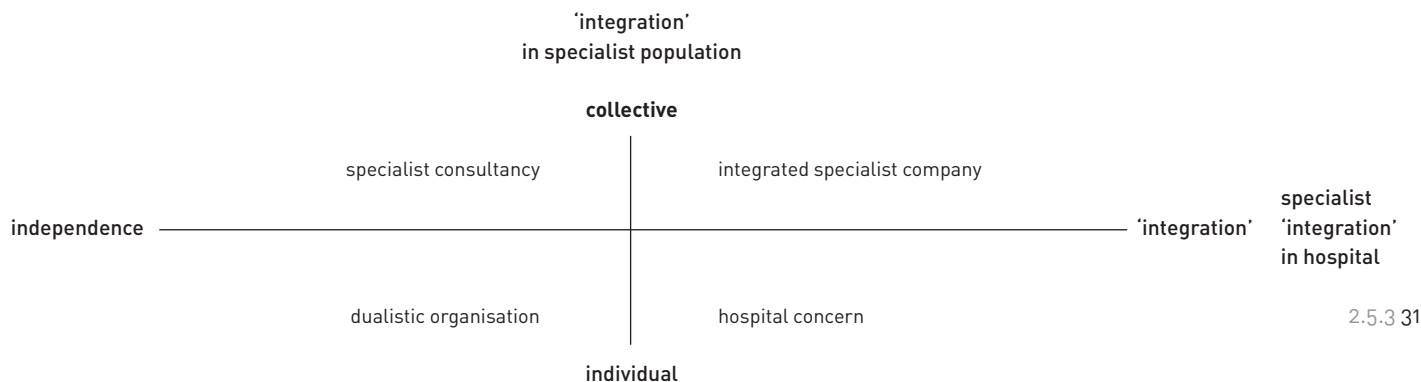 ‘integration’
in specialist population
collective
specialist consultancy
integrated specialist company
independence
‘integration’
specialist
‘integration’
in hospital
dualistic organisation
hospital concern
2.5.3 31
individual